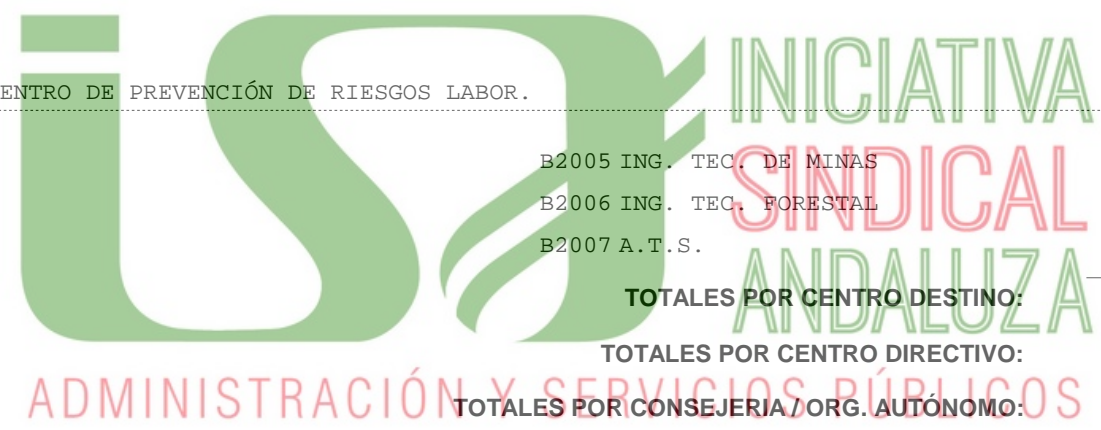 isa
INICIATIVA
SINDICAL
ANDALUZA
ADMINISTRACIÓN Y SERVICIOS PÚBLICOS
ENTRO DE PREVENCIÓN DE RIESGOS LABOR.
B2005 ING. TEC. DE MINAS
B2006 ING. TEC. FORESTAL
B2007 A.T.S.
TOTALES POR CENTRO DESTINO:
TOTALES POR CENTRO DIRECTIVO:
TOTALES POR CONSEJERIA / ORG. AUTÓNOMO: